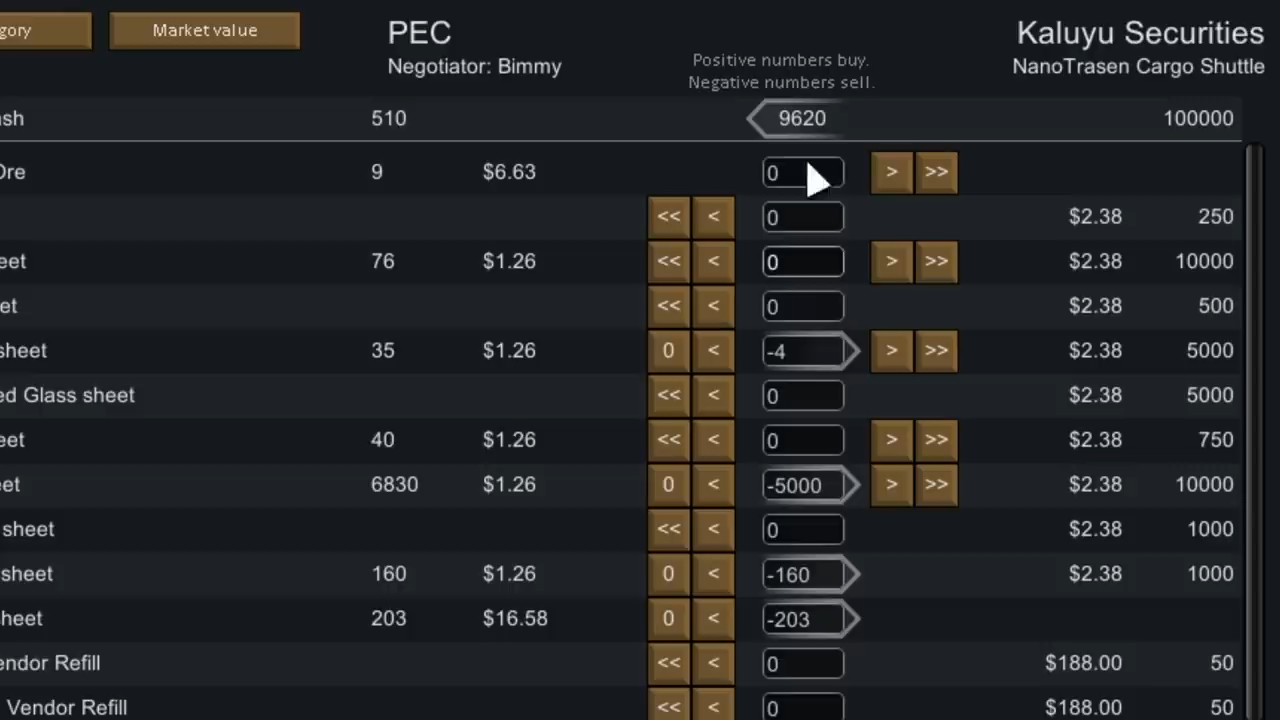 gory Market value PEC Kaluyu Securities
Negotiator: Bimmy Positive numbers buy. NanoTrasen Cargo Shuttle
Negative numbers sell.
sh 510 9620 100000
Ore 9 $6.63 0 > >>
<< < 0 $2.38 250
eet 76 $1.26 << < 0 > >> $2.38 10000
et << < 0 $2.38 500
sheet 35 $1.26 0 < -4 > >> $2.38 5000
ed Glass sheet << < 0 $2.38 5000
eet 40 $1.26 << < 0 > >> $2.38 750
eet 6830 $1.26 0 < -5000 > >> $2.38 10000
sheet << < 0 $2.38 1000
sheet 160 $1.26 0 < -160 $2.38 1000
heet 203 $16.58 0 < -203
endor Refill << < 0 $188.00 50
Vendor Refill << < 0 $188.00 50